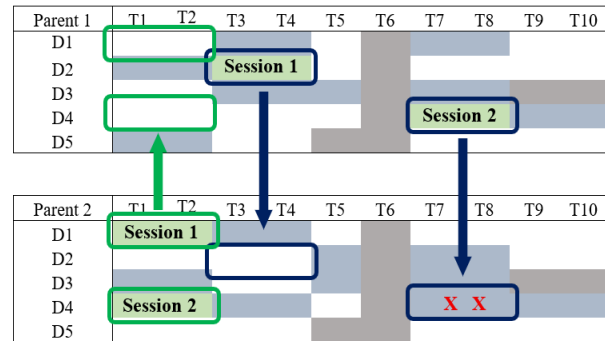 Parent 1 T1 T2 T3 T4 T5 T6 T7 T8 T9 T10
D1
D2 Session 1
D3
D4 Session 2
D5
Parent 2 T1 T2 T3 T4 T5 T6 T7 T8 T9 T10
D1 Session 1
D2
D3
D4 Session 2 X X
D5